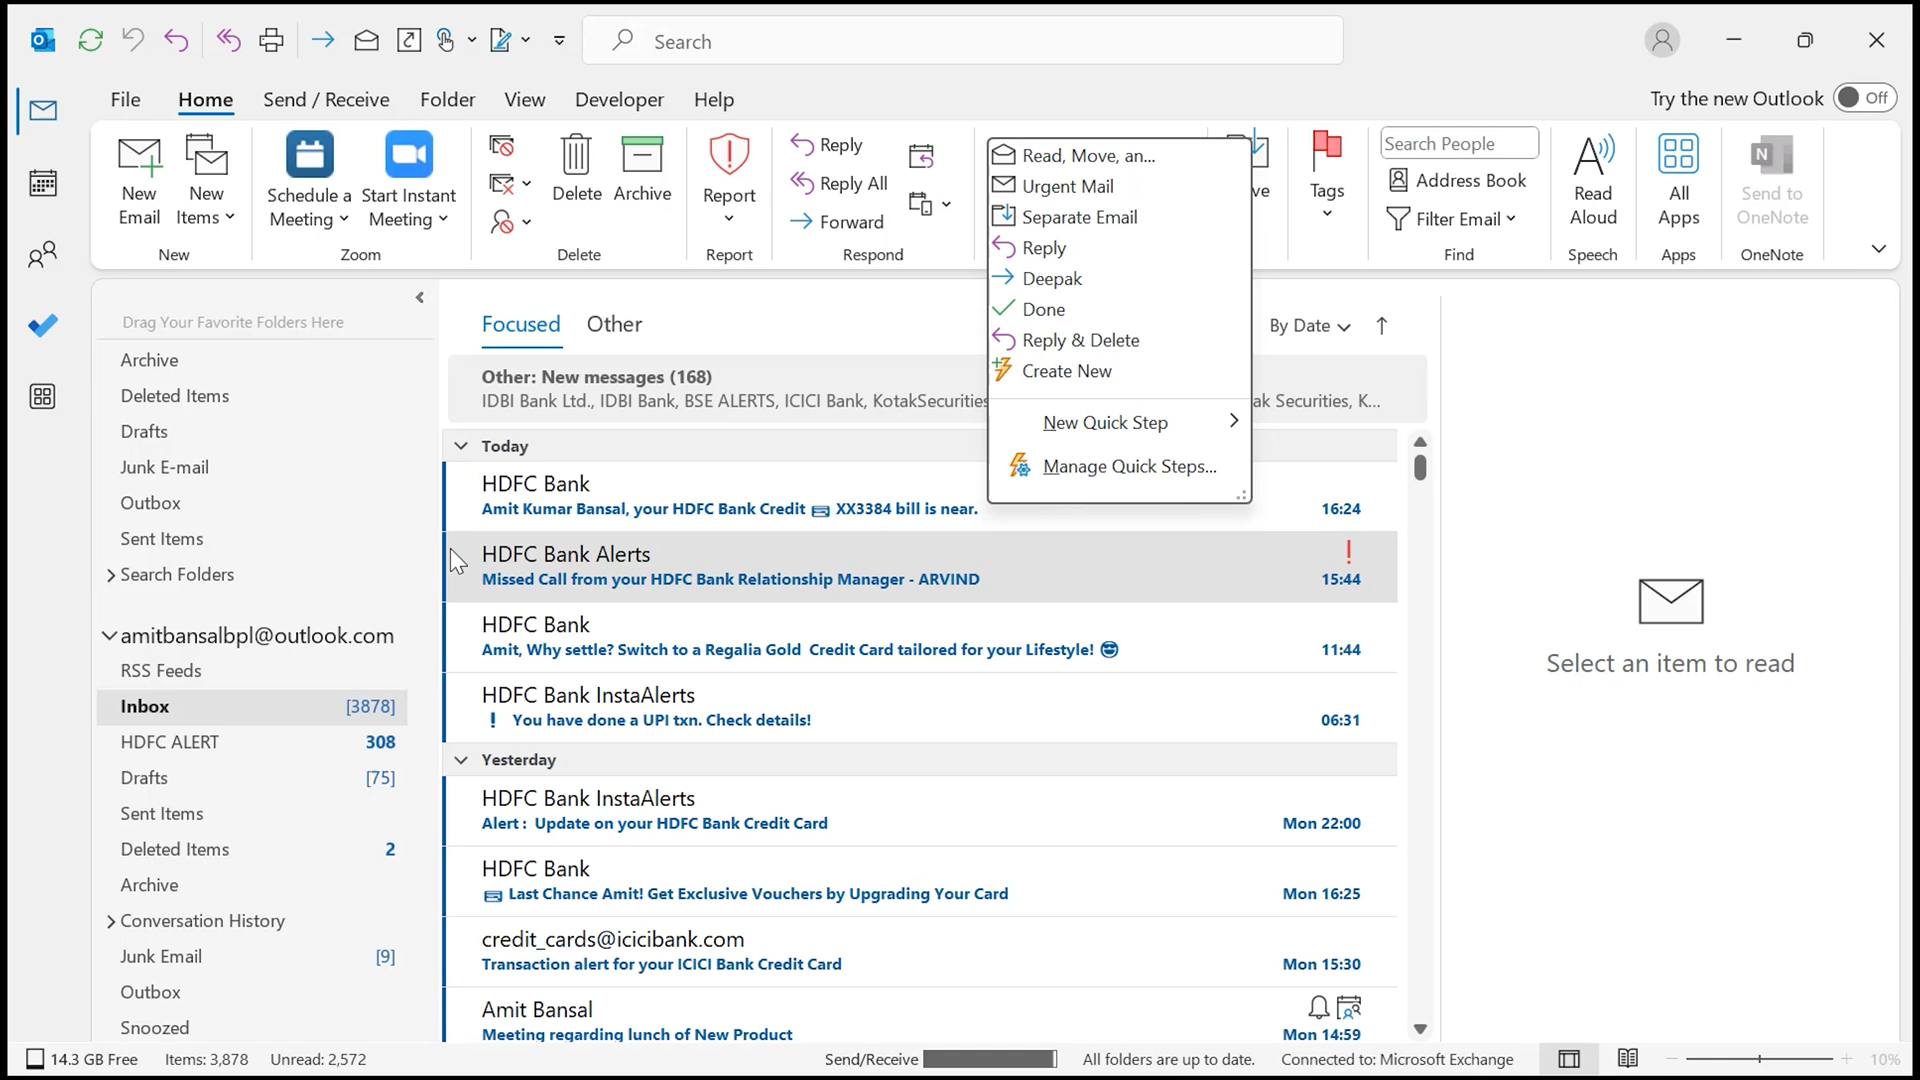 Search
File Home Send / Receive Folder View Developer Help
Try the new Outlook Off
New Email
New Items
New
Schedule a Meeting
Start Instant Meeting
Zoom
Delete
Archive
Delete
Report
Report
Reply
Reply All
Forward
Respond
Read, Move, an...
Urgent Mail
Separate Email
Reply
Deepak
Done
Reply & Delete
Create New
New Quick Step
Manage Quick Steps...
Tags
Search People
Address Book
Filter Email
Find
Read Aloud
Speech
All Apps
Apps
N
Send to OneNote
OneNote
Drag Your Favorite Folders Here
Archive
Deleted Items
Drafts
Junk E-mail
Outbox
Sent Items
Search Folders
amitbansalbpl@outlook.com
RSS Feeds
Inbox [3878]
HDFC ALERT 308
Drafts [75]
Sent Items
Deleted Items 2
Archive
Conversation History
Junk Email [9]
Outbox
Snoozed
Focused Other
By Date
Other: New messages (168)
IDBI Bank Ltd., IDBI Bank, BSE ALERTS, ICICI Bank, KotakSecurities ak Securities, K...
Today
HDFC Bank
Amit Kumar Bansal, your HDFC Bank Credit 💳 XX3384 bill is near. 16:24
HDFC Bank Alerts
Missed Call from your HDFC Bank Relationship Manager - ARVIND 15:44
HDFC Bank
Amit, Why settle? Switch to a Regalia Gold Credit Card tailored for your Lifestyle! 😎 11:44
HDFC Bank InstaAlerts
❗ You have done a UPI txn. Check details! 06:31
Yesterday
HDFC Bank InstaAlerts
Alert : Update on your HDFC Bank Credit Card Mon 22:00
HDFC Bank
💳 Last Chance Amit! Get Exclusive Vouchers by Upgrading Your Card Mon 16:25
credit_cards@icicibank.com
Transaction alert for your ICICI Bank Credit Card Mon 15:30
Amit Bansal
Meeting regarding lunch of New Product Mon 14:59
Select an item to read
14.3 GB Free Items: 3,878 Unread: 2,572 Send/Receive All folders are up to date. Connected to: Microsoft Exchange 10%